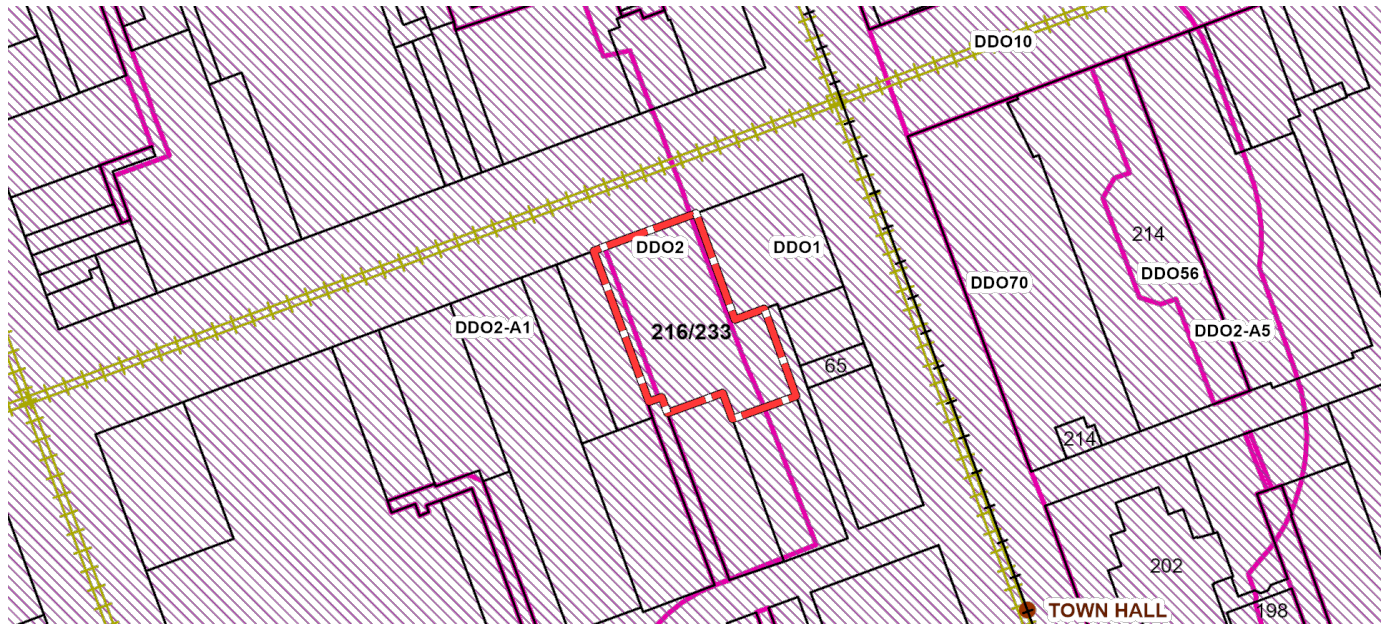 DDO10
214
DDO2
DDO1
DDO56
DDO70
DDO2-A1
216/233
DDO2-A5
65
214
202
TOWN HALL
198